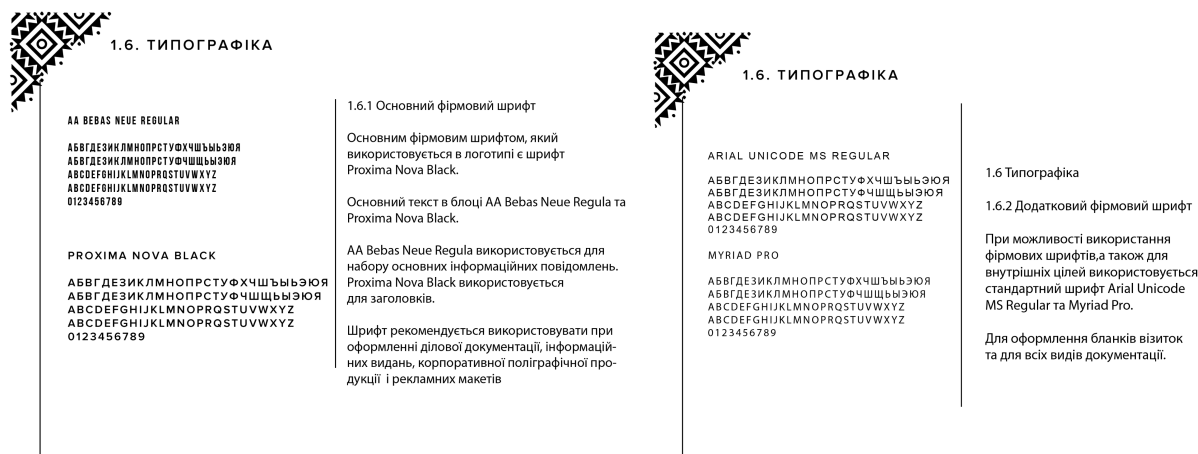 1.6. ТИПОГРАФІКА
AA BEBAS NEUE REGULAR
АБВГДЕЗИКЛМНОПРСТУФХЧШЪЫЬЭЮЯ
АБВГДЕЗИКЛМНОПРСТУФЧШЩЬЫЭЮЯ
ABCDEFGHIJKLMNOPRQSTUVWXYZ
ABCDEFGHIJKLMNOPRQSTUVWXYZ
0123456789
PROXIMA NOVA BLACK
АБВГДЕЗИКЛМНОПРСТУФХЧШЪЫЬЭЮЯ
АБВГДЕЗИКЛМНОПРСТУФЧШЩЬЫЭЮЯ
ABCDEFGHIJKLMNOPRQSTUVWXYZ
ABCDEFGHIJKLMNOPRQSTUVWXYZ
0123456789
1.6.1 Основний фірмовий шрифт
Основним фірмовим шрифтом, який
використовується в логотипі є шрифт
Proxima Nova Black.
Основний текст в блоці AA Bebas Neue Regula та
Proxima Nova Black.
AA Bebas Neue Regula використовується для
набору основних інформаційних повідомлень.
Proxima Nova Black використовується
для заголовків.
Шрифт рекомендується використовувати при
оформленні ділової документації, інформацій-
них видань, корпоративної поліграфічної про-
дукції і рекламних макетів
1.6. ТИПОГРАФІКА
ARIAL UNICODE MS REGULAR
АБВГДЕЗИКЛМНОПРСТУФХЧШЪЫЬЭЮЯ
АБВГДЕЗИКЛМНОПРСТУФЧШЩЬЫЭЮЯ
ABCDEFGHIJKLMNOPRQSTUVWXYZ
ABCDEFGHIJKLMNOPRQSTUVWXYZ
0123456789
MYRIAD PRO
АБВГДЕЗИКЛМНОПРСТУФХЧШЪЫЬЭЮЯ
АБВГДЕЗИКЛМНОПРСТУФЧШЩЬЫЭЮЯ
ABCDEFGHIJKLMNOPRQSTUVWXYZ
ABCDEFGHIJKLMNOPRQSTUVWXYZ
0123456789
1.6 Типографіка
1.6.2 Додатковий фірмовий шрифт
При можливості використання
фірмових шрифтів,а також для
внутрішніх цілей використовується
стандартний шрифт Arial Unicode
MS Regular та Myriad Pro.
Для оформлення бланків візиток
та для всіх видів документації.